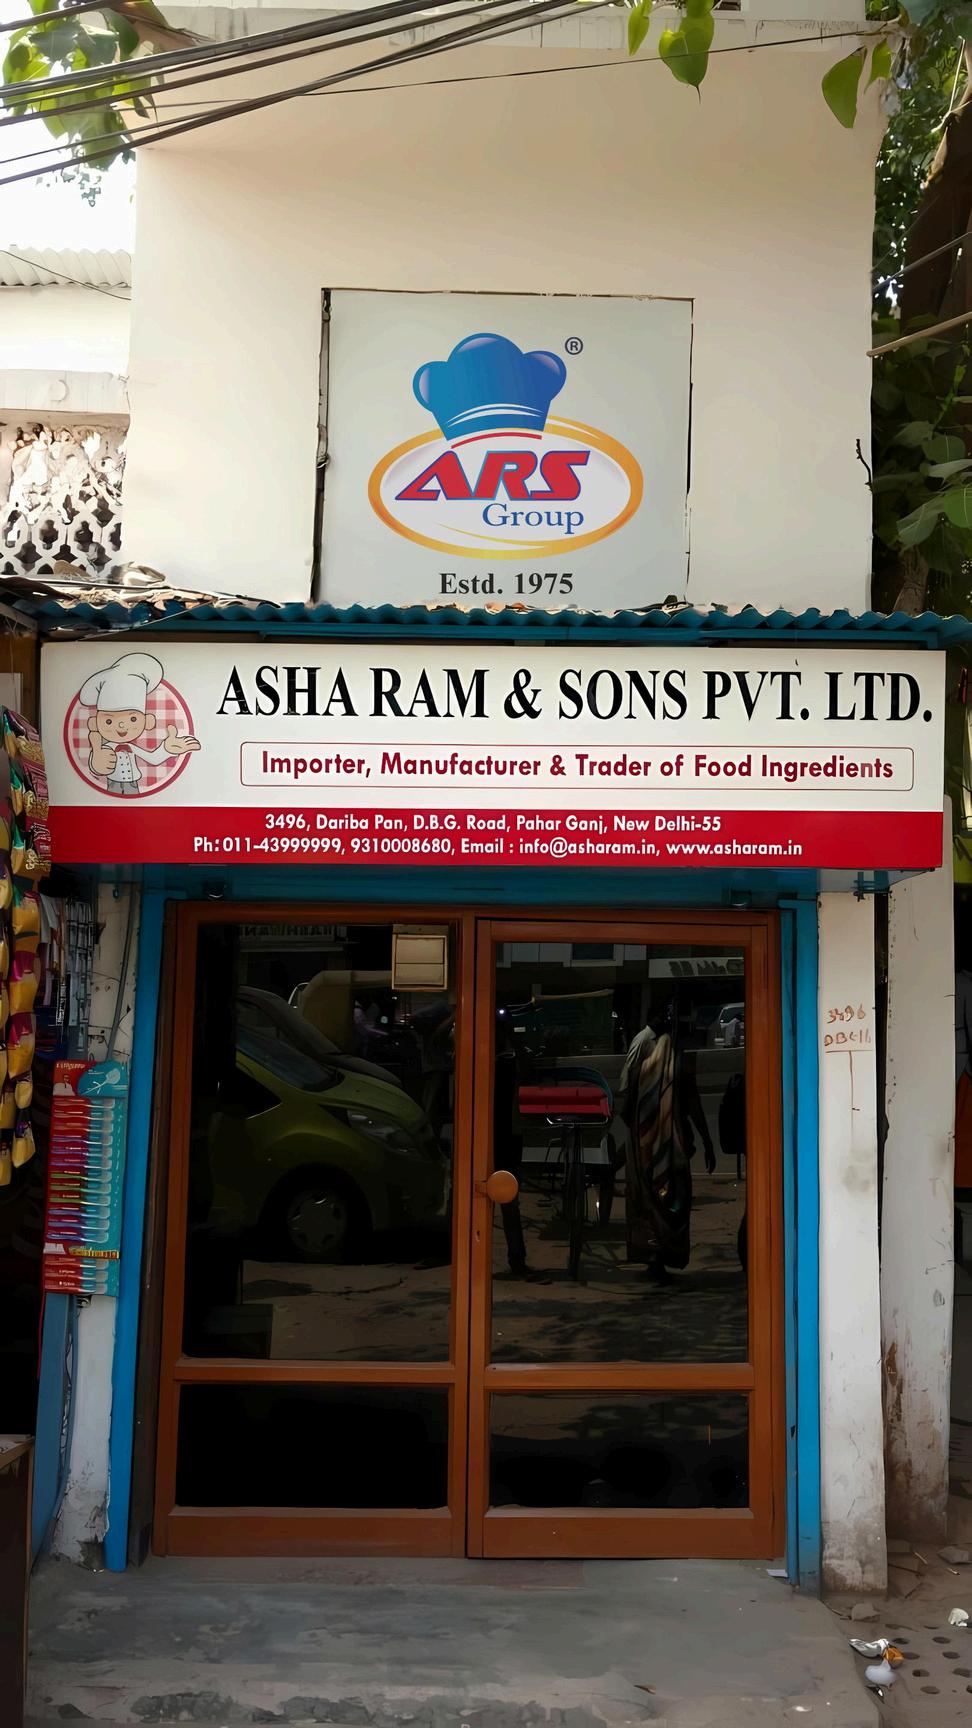 ®
ARS
Group
Estd. 1975
ASHA RAM & SONS PVT. LTD.
Importer, Manufacturer & Trader of Food Ingredients
3496, Dariba Pan, D.B.G. Road, Pahar Ganj, New Delhi-55
Ph:011-43999999, 9310008680, Email : info@asharam.in, www.asharam.in
3496